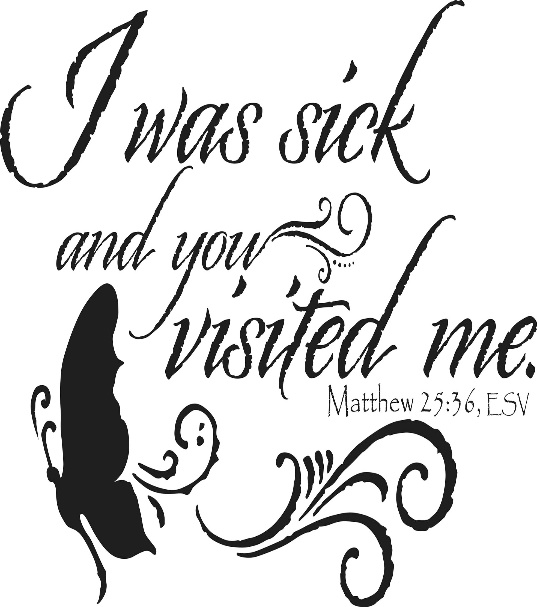 I was sick
and you
visited me.
Matthew 25:36, ESV